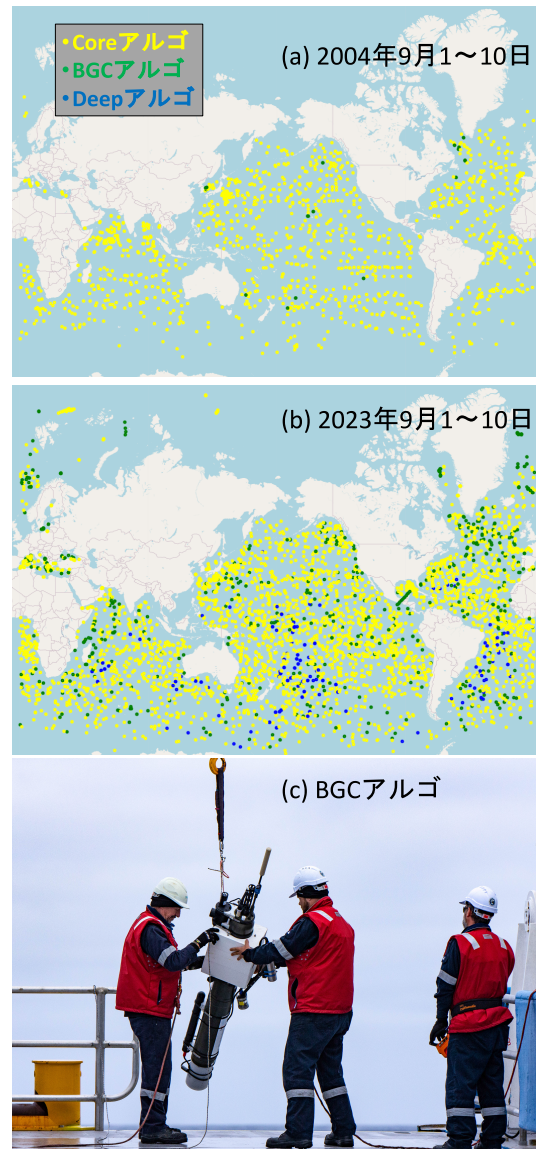 •Coreアルゴ
•BGCアルゴ
•Deepアルゴ
(a) 2004年9月1～10日
(b) 2023年9月1～10日
(c) BGCアルゴ